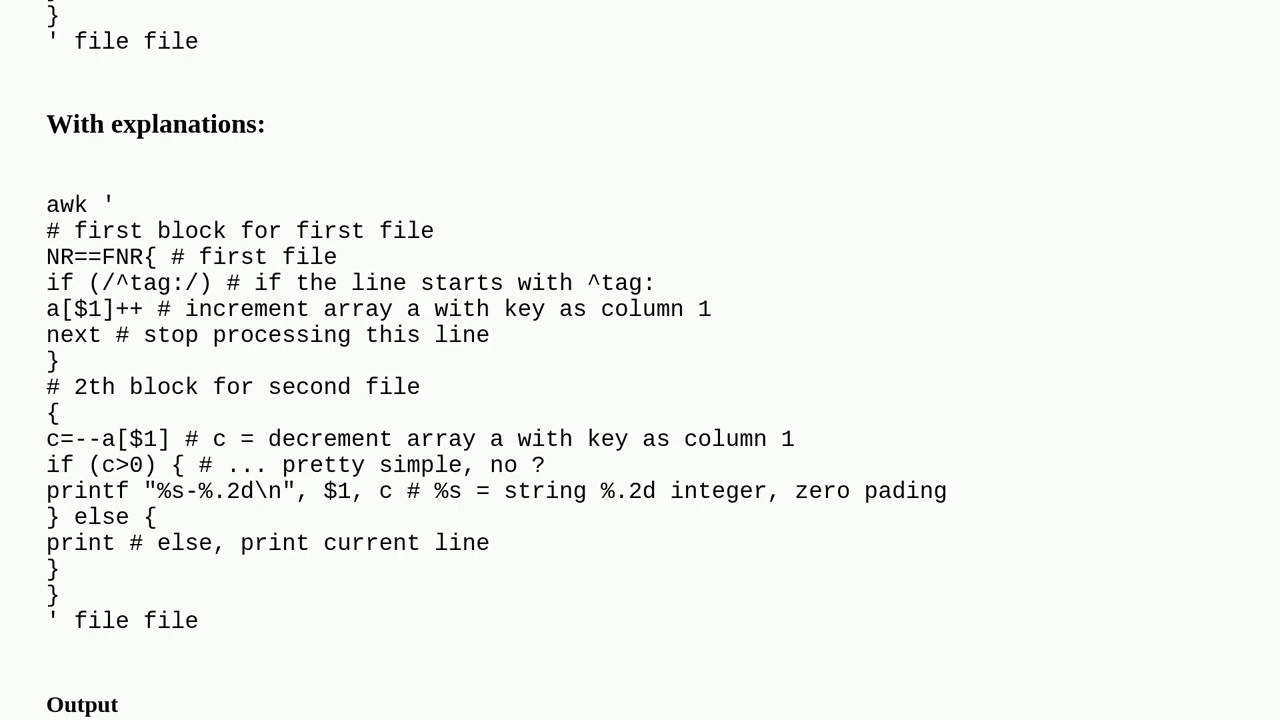 }
' file file
With explanations:
awk '
# first block for first file
NR==FNR{ # first file
if (/^tag:/) # if the line starts with ^tag:
a[$1]++ # increment array a with key as column 1
next # stop processing this line
}
# 2th block for second file
{
c=--a[$1] # c = decrement array a with key as column 1
if (c>0) { # ... pretty simple, no ?
printf "%s-%.2d\n", $1, c # %s = string %.2d integer, zero pading
} else {
print # else, print current line
}
}
' file file
Output